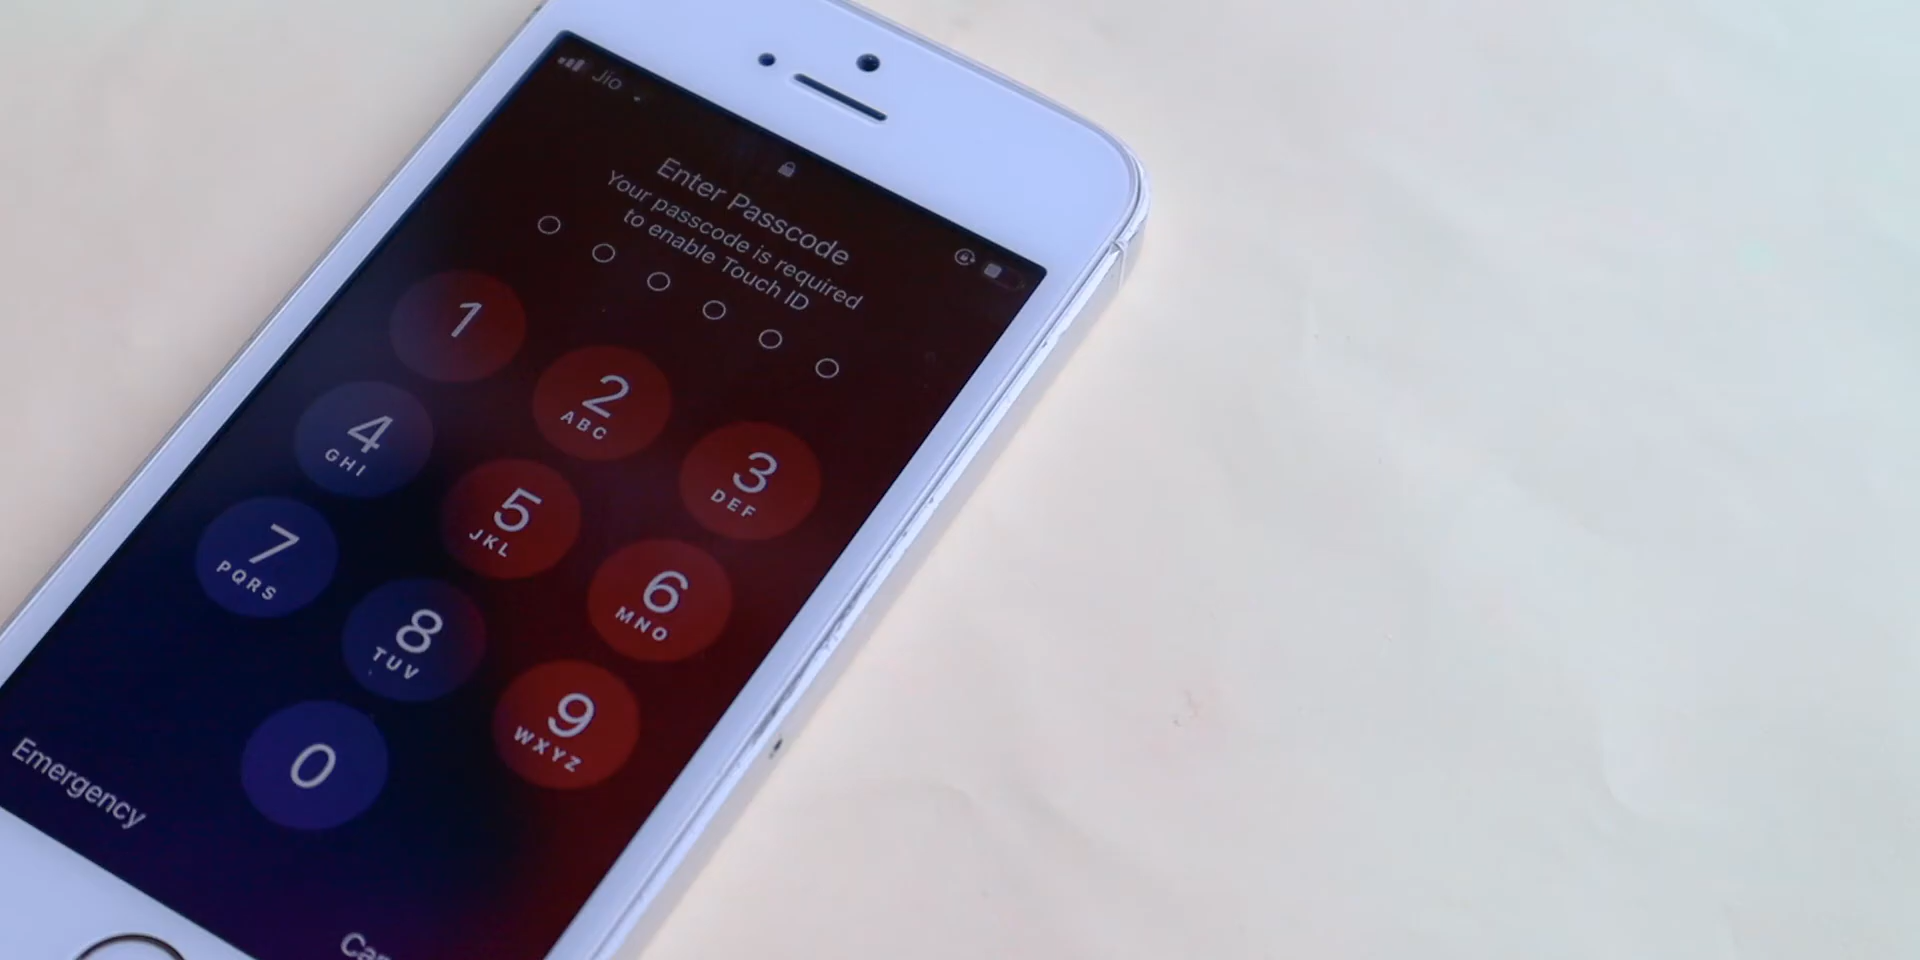 Jio
Enter Passcode
Your passcode is required
to enable Touch ID
1
2
ABC
3
DEF
4
GHI
5
JKL
6
MNO
7
PQRS
8
TUV
9
WXYZ
0
Emergency